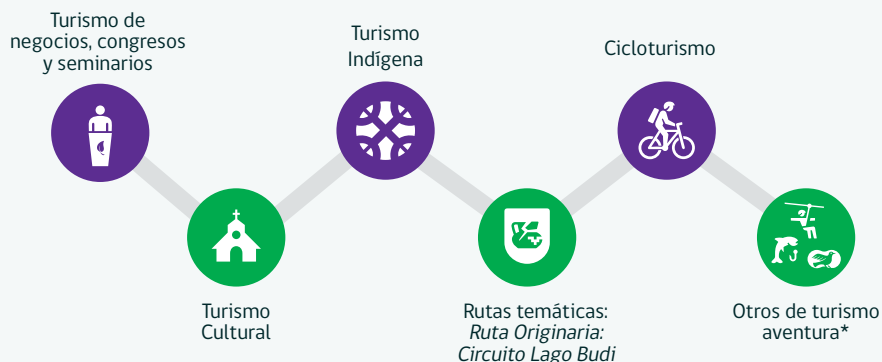 Turismo de
negocios, congresos
y seminarios
Turismo
Cultural
Turismo
Indígena
Rutas temáticas:
Ruta Originaria:
Circuito Lago Budi
Cicloturismo
Otros de turismo
aventura*